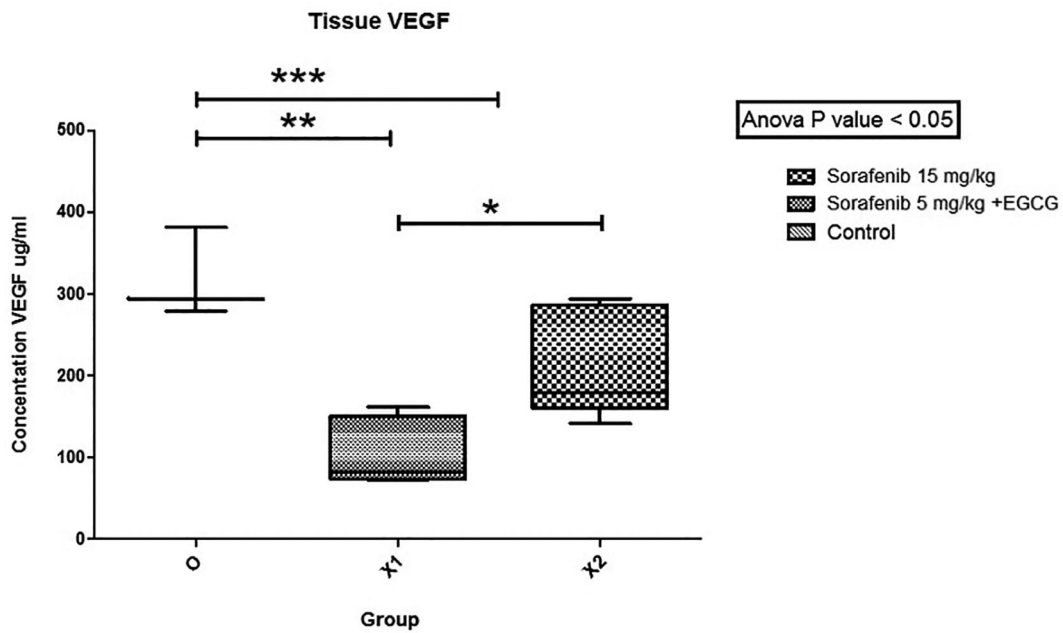 Tissue VEGF
***
**
*
Anova P value < 0.05
Sorafenib 15 mg/kg
Sorafenib 5 mg/kg +EGCG
Control
Concentation VEGF ug/ml
500
400
300
200
100
0
O
X1
X2
Group